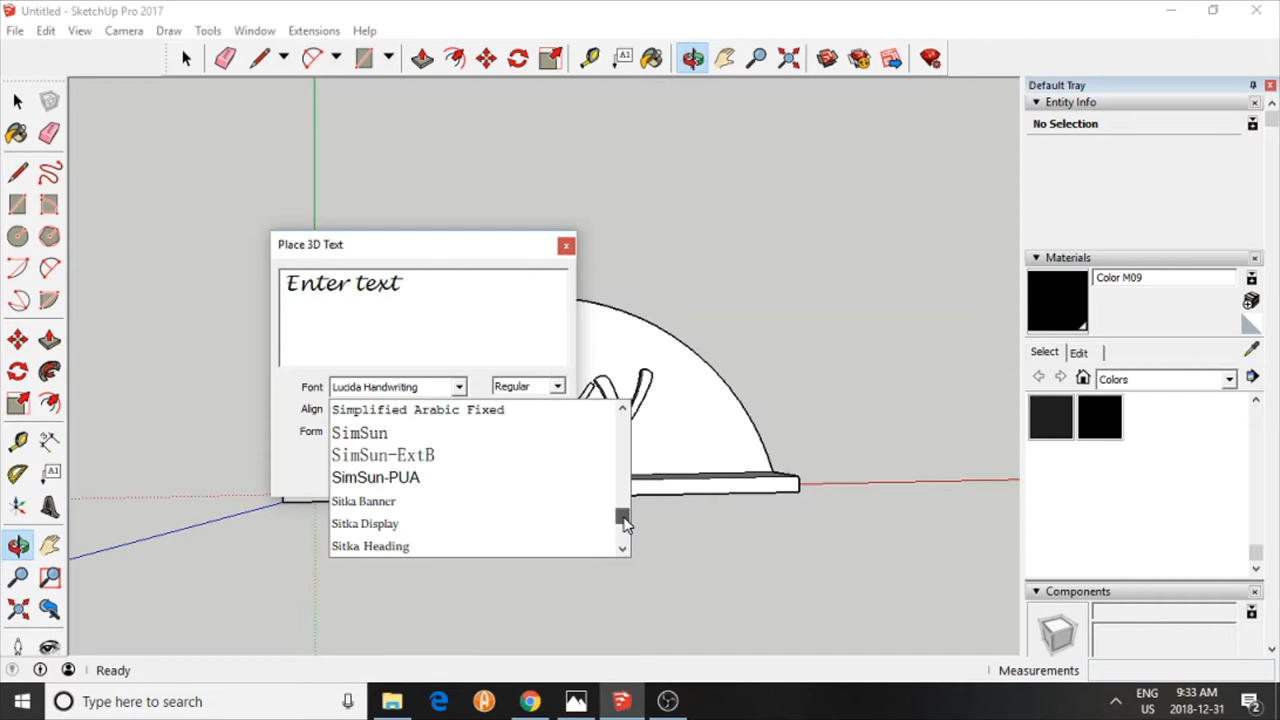 Untitled - SketchUp Pro 2017
File Edit View Camera Draw Tools Window Extensions Help
A1
Default Tray
Entity Info
No Selection
Place 3D Text
Enter text
Font Lucida Handwriting Regular
Align
Form
Simplified Arabic Fixed
SimSun
SimSun-ExtB
SimSun-PUA
Sitka Banner
Sitka Display
Sitka Heading
Materials
Color M09
Select Edit
Colors
A1
Components
Ready
Measurements
Type here to search
ENG
US
9:33 AM
2018-12-31
2